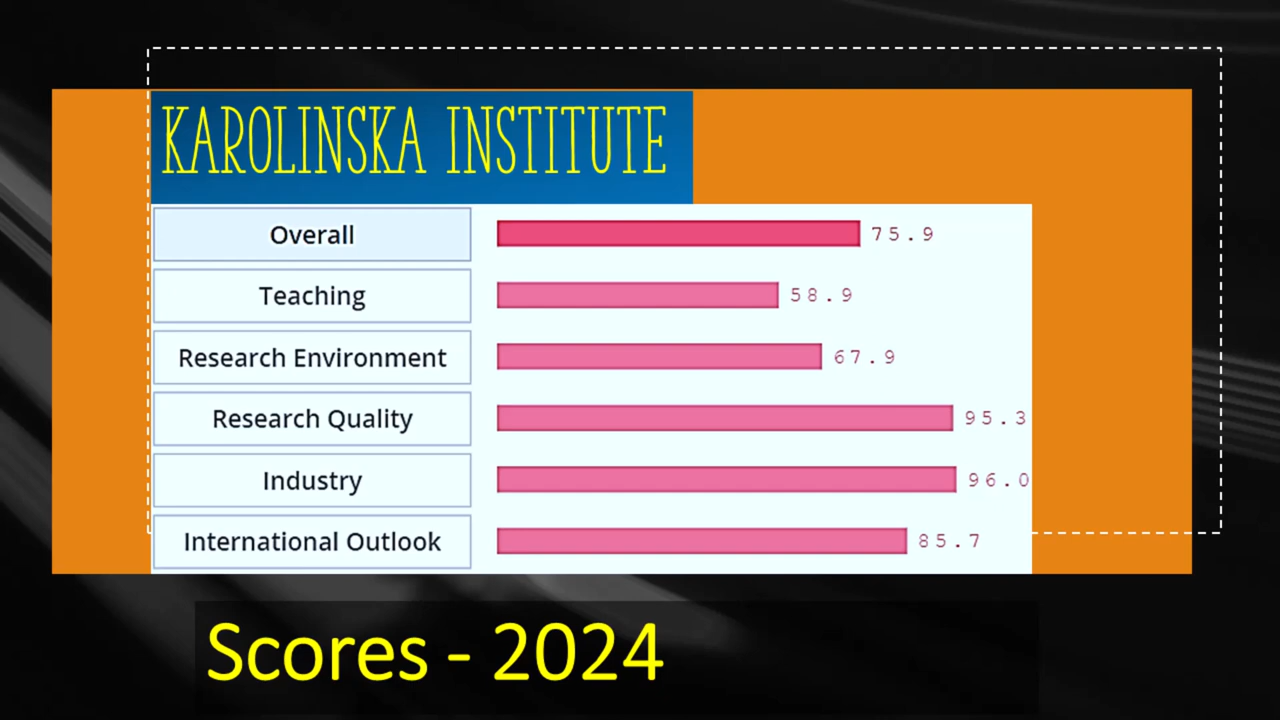 KAROLINSKA INSTITUTE
Overall 75.9
Teaching 58.9
Research Environment 67.9
Research Quality 95.3
Industry 96.0
International Outlook 85.7
Scores - 2024